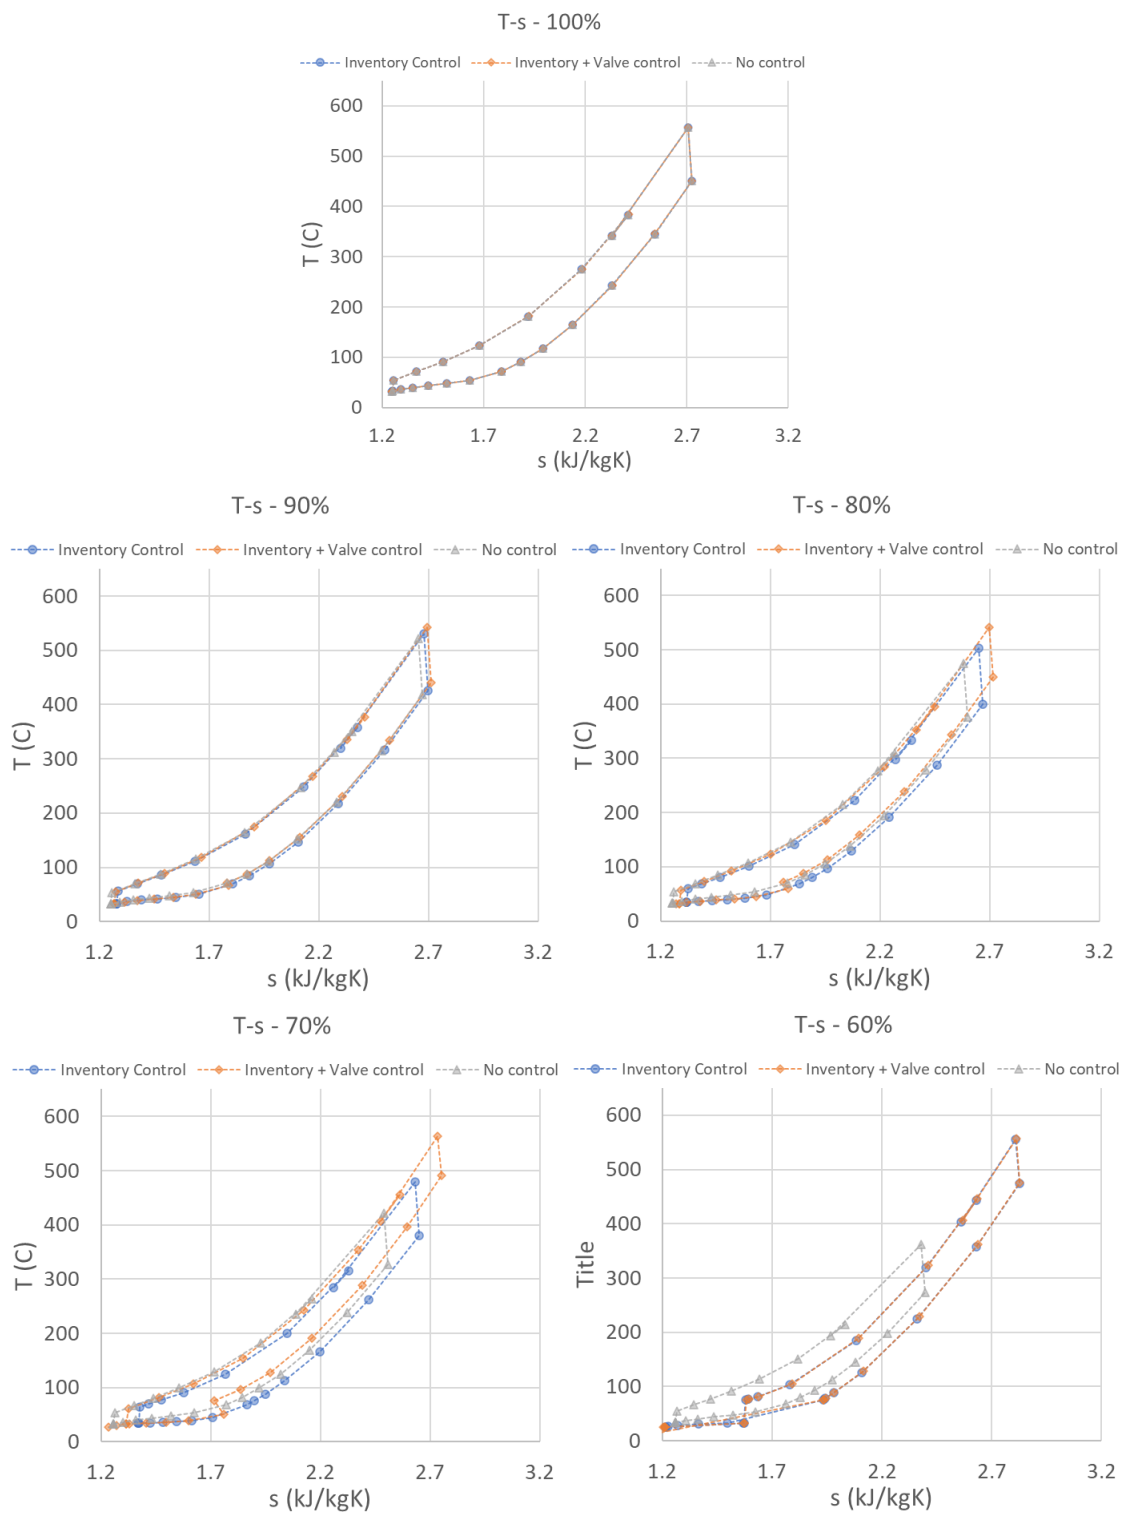 T-s - 100%
Inventory Control Inventory + Valve control No control
600
500
400
300
200
100
0
T (C)
1.2 1.7 2.2 2.7 3.2
s (kJ/kgK)
T-s - 90%
Inventory Control Inventory + Valve control No control
600
500
400
300
200
100
0
T (C)
1.2 1.7 2.2 2.7 3.2
s (kJ/kgK)
T-s - 80%
Inventory Control Inventory + Valve control No control
600
500
400
300
200
100
0
T (C)
1.2 1.7 2.2 2.7 3.2
s (kJ/kgK)
T-s - 70%
Inventory Control Inventory + Valve control No control
600
500
400
300
200
100
0
T (C)
1.2 1.7 2.2 2.7 3.2
s (kJ/kgK)
T-s - 60%
Inventory Control Inventory + Valve control No control
600
500
400
300
200
100
0
Title
1.2 1.7 2.2 2.7 3.2
s (kJ/kgK)